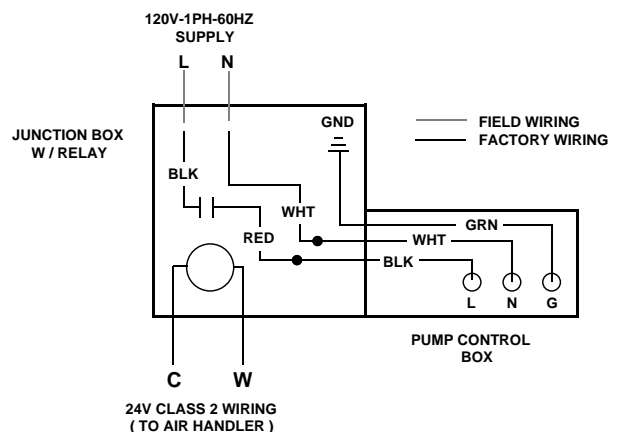 120V-1PH-60HZ
SUPPLY
L N
GND
JUNCTION BOX
W / RELAY
FIELD WIRING
FACTORY WIRING
BLK
WHT
GRN
RED
WHT
BLK
L N G
PUMP CONTROL
BOX
C W
24V CLASS 2 WIRING
( TO AIR HANDLER )